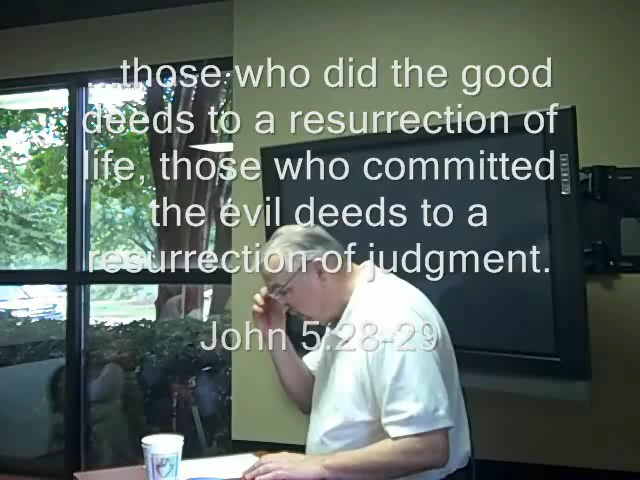 ...those who did the good
deeds to a resurrection of
life, those who committed
the evil deeds to a
resurrection of judgment.
John 5:28-29